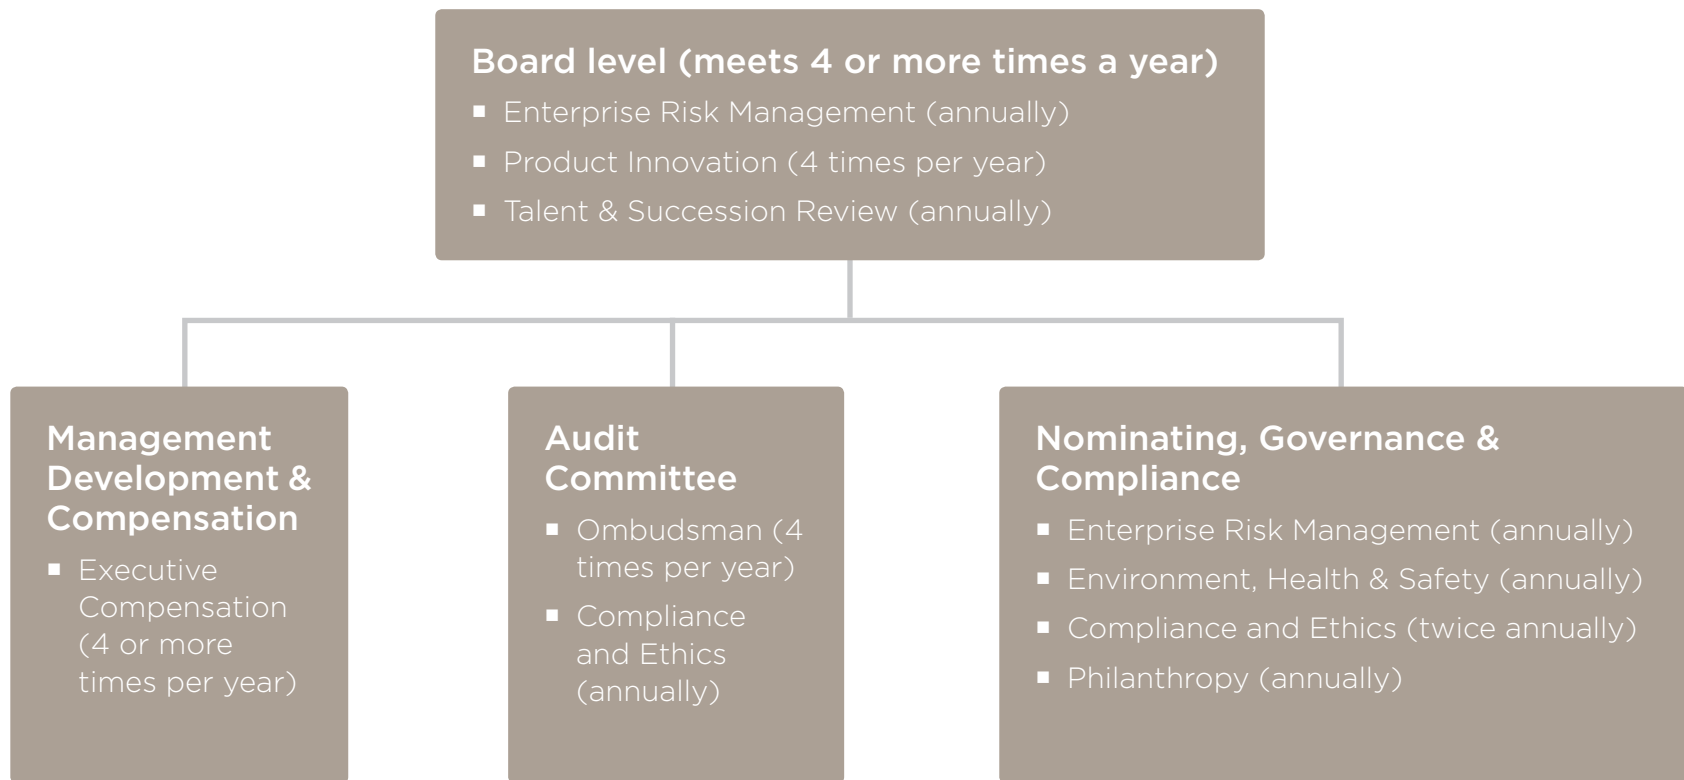 Board level (meets 4 or more times a year)
▪ Enterprise Risk Management (annually)
▪ Product Innovation (4 times per year)
▪ Talent & Succession Review (annually)
Management
Development &
Compensation
▪ Executive
Compensation
(4 or more
times per year)
Audit
Committee
▪ Ombudsman (4
times per year)
▪ Compliance
and Ethics
(annually)
Nominating, Governance &
Compliance
▪ Enterprise Risk Management (annually)
▪ Environment, Health & Safety (annually)
▪ Compliance and Ethics (twice annually)
▪ Philanthropy (annually)